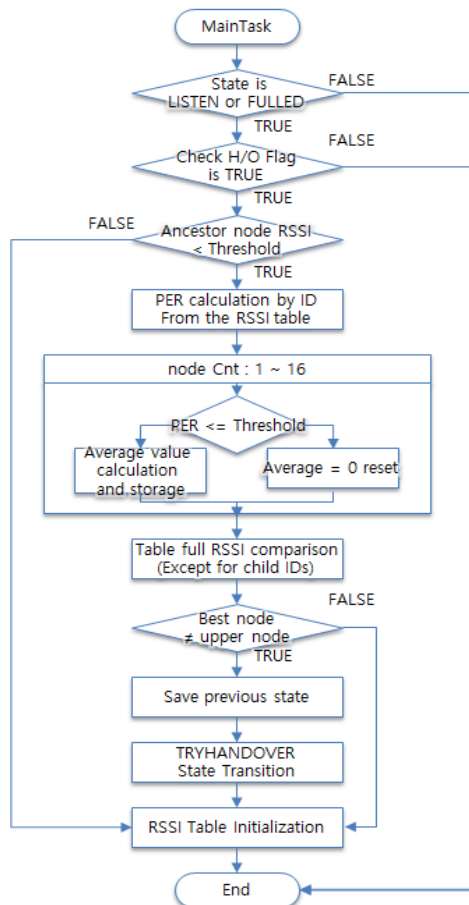 MainTask
State is
LISTEN or FULLED
FALSE
TRUE
Check H/O Flag
is TRUE
FALSE
TRUE
FALSE
Ancestor node RSSI
< Threshold
TRUE
PER calculation by ID
From the RSSI table
node Cnt : 1 ~ 16
PER <= Threshold
Average value
calculation
and storage
Average = 0 reset
Table full RSSI comparison
(Except for child IDs)
FALSE
Best node
≠ upper node
TRUE
Save previous state
TRYHANDOVER
State Transition
RSSI Table Initialization
End